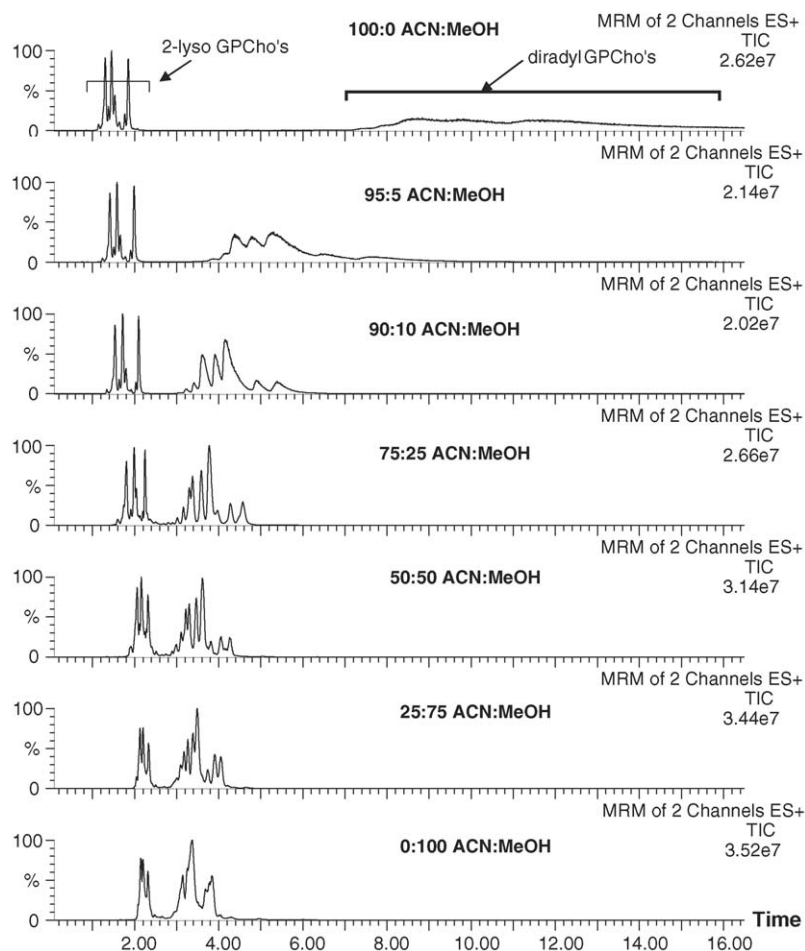 100:0 ACN:MeOH
MRM of 2 Channels ES+
TIC
2.62e7
2-lyso GPCho's
diradylGPCho's
100
%
0
95:5 ACN:MeOH
MRM of 2 Channels ES+
TIC
2.14e7
100
%
0
90:10 ACN:MeOH
MRM of 2 Channels ES+
TIC
2.02e7
100
%
0
75:25 ACN:MeOH
MRM of 2 Channels ES+
TIC
2.66e7
100
%
0
50:50 ACN:MeOH
MRM of 2 Channels ES+
TIC
3.14e7
100
%
0
25:75 ACN:MeOH
MRM of 2 Channels ES+
TIC
3.44e7
100
%
0
0:100 ACN:MeOH
MRM of 2 Channels ES+
TIC
3.52e7
100
%
0
Time
2.00 4.00 6.00 8.00 10.00 12.00 14.00 16.00